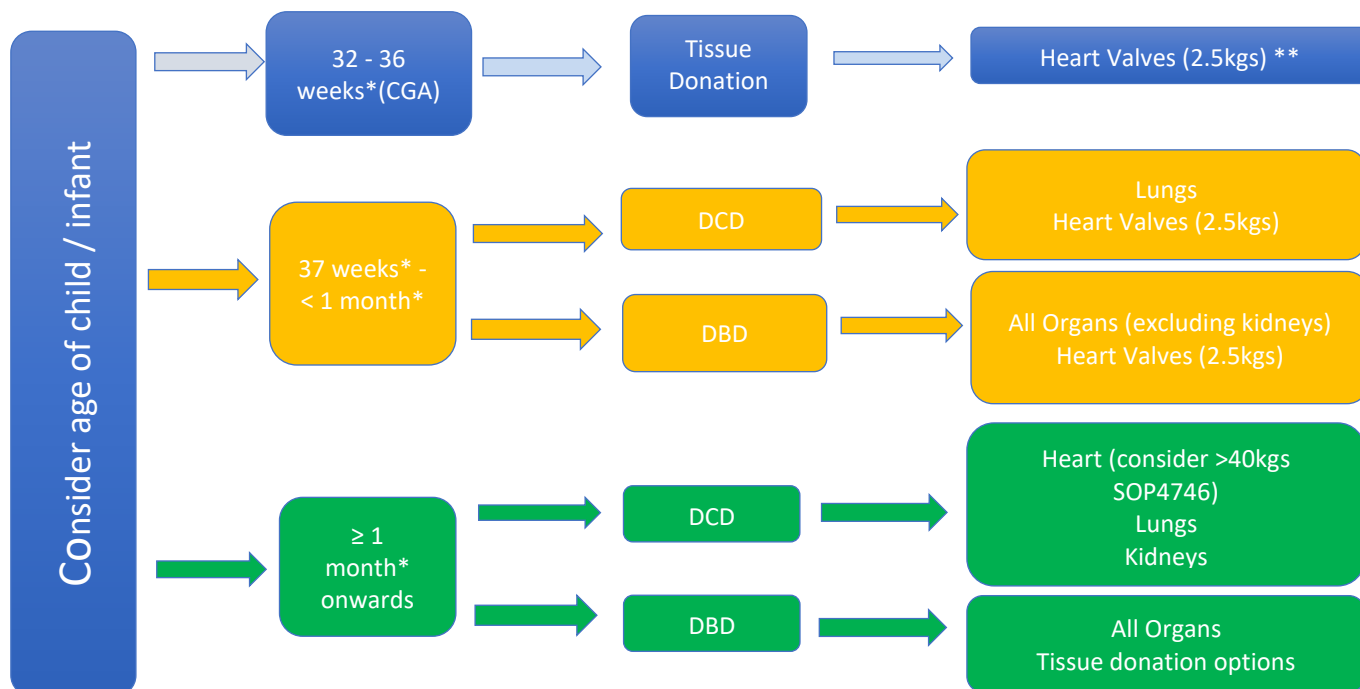 Consider age of child / infant
32 - 36
weeks*(CGA)
Tissue
Donation
Heart Valves (2.5kgs) **
37 weeks* -
< 1 month*
DCD
Lungs
Heart Valves (2.5kgs)
DBD
All Organs (excluding kidneys)
Heart Valves (2.5kgs)
≥ 1
month*
onwards
DCD
Heart (consider >40kgs
SOP4746)
Lungs
Kidneys
DBD
All Organs
Tissue donation options